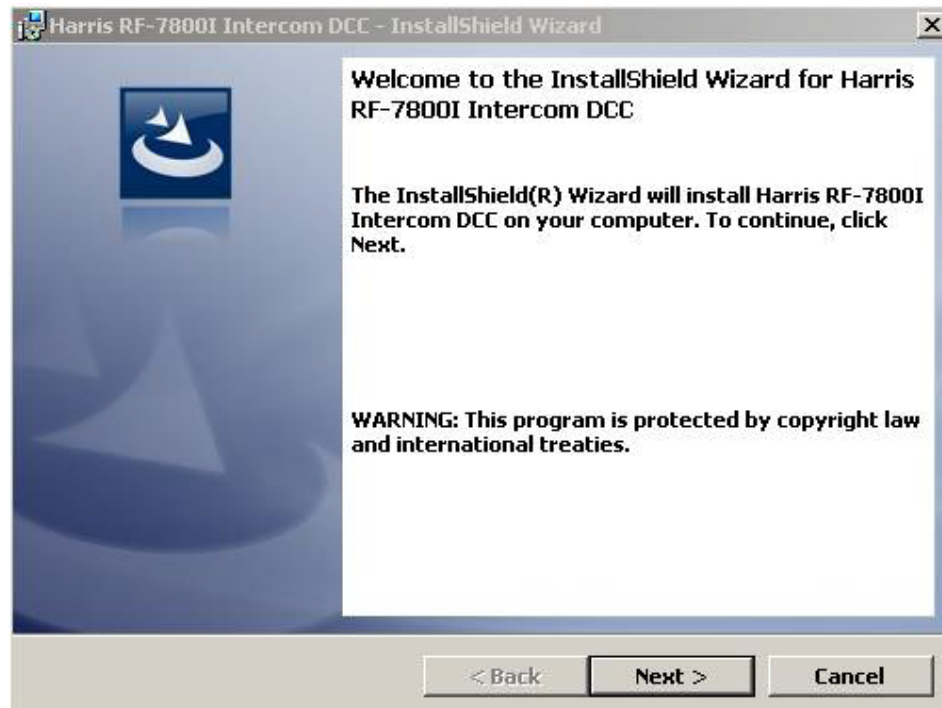 Harris RF-7800I Intercom DCC - InstallShield Wizard
Welcome to the InstallShield Wizard for Harris
RF-7800I Intercom DCC
The InstallShield(R) Wizard will install Harris RF-7800I
Intercom DCC on your computer. To continue, click
Next.
WARNING: This program is protected by copyright law
and international treaties.
< Back
Next >
Cancel